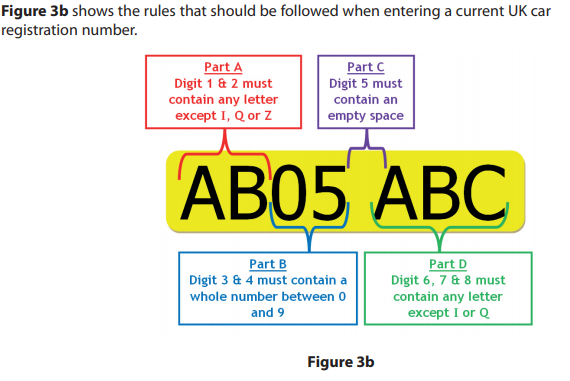 Figure 3b shows the rules that should be followed when entering a current UK car
registration number.
Part A
Digit 1 & 2 must
contain any letter
except I, Q or Z
Part C
Digit 5 must
contain an
empty space
AB05 ABC
Part B
Digit 3 & 4 must contain a
whole number between 0
and 9
Part D
Digit 6, 7 & 8 must
contain any letter
except I or Q
Figure 3b